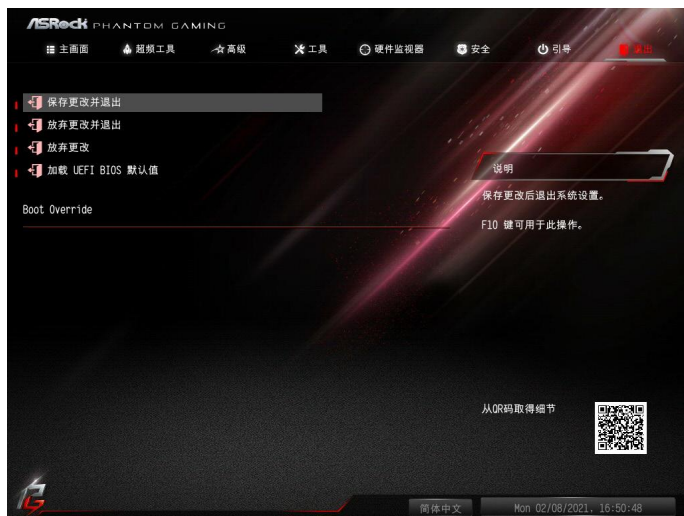 ASRock PHANTOM GAMING
主画面 超频工具 高级 工具 硬件监视器 安全 引导 退出
保存更改并退出
放弃更改并退出
放弃更改
加载 UEFI BIOS 默认值
Boot Override
说明
保存更改后退出系统设置。
F10 键可用于此操作。
从QR码取得细节
简体中文 Mon 02/08/2021, 16:50:48